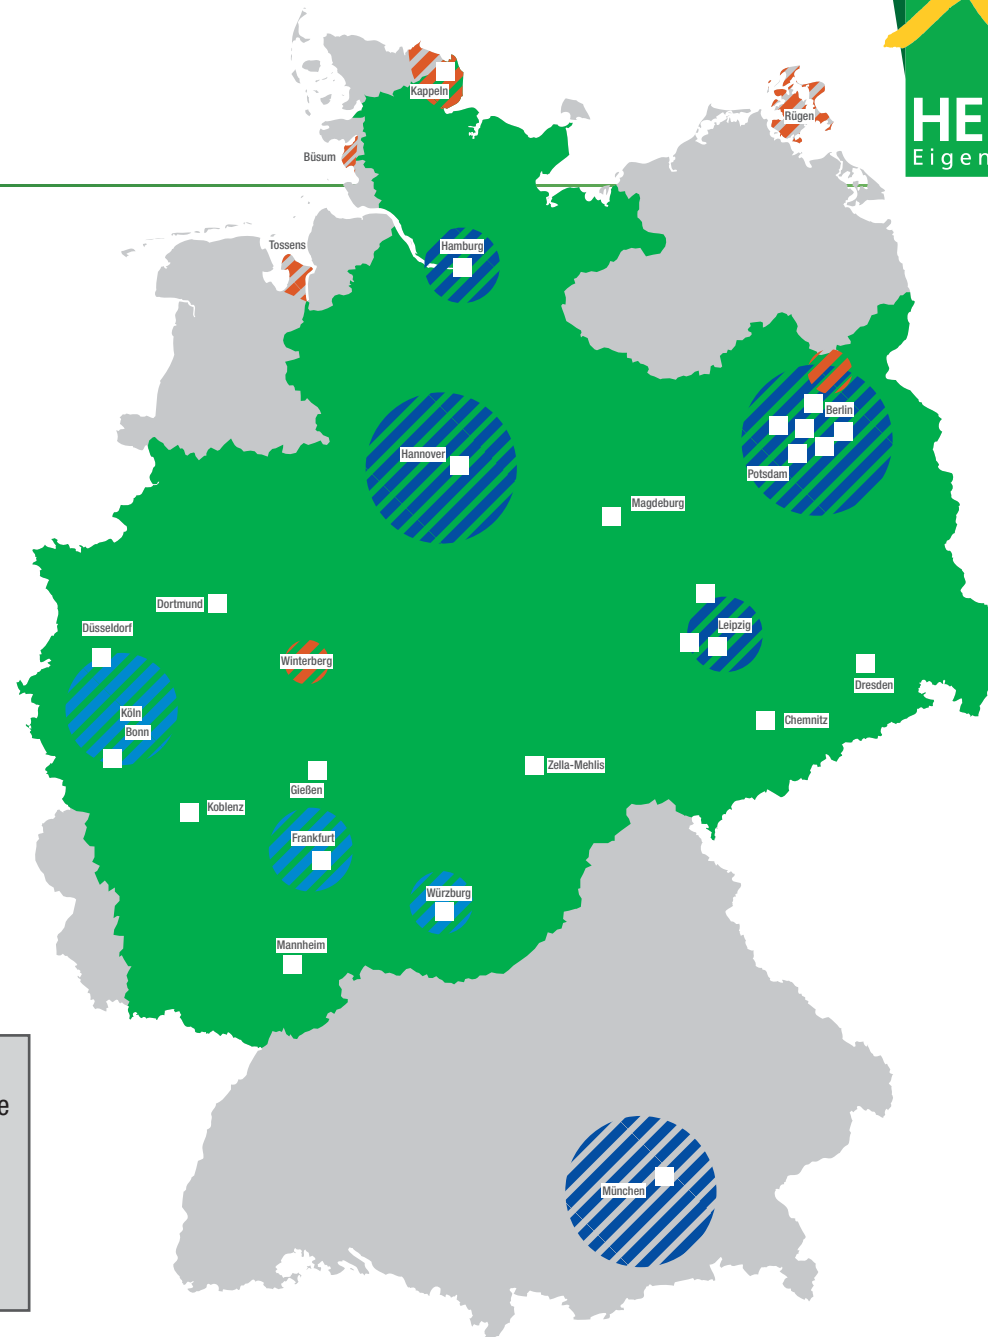 HE
Eigen
Kappeln
Rügen
Büsum
Tossens
Hamburg
Berlin
Hannover
Potsdam
Magdeburg
Dortmund
Düsseldorf
Leipzig
Winterberg
Dresden
Köln
Chemnitz
Bonn
Zella-Mehlis
Gießen
Koblenz
Frankfurt
Würzburg
Mannheim
e
München